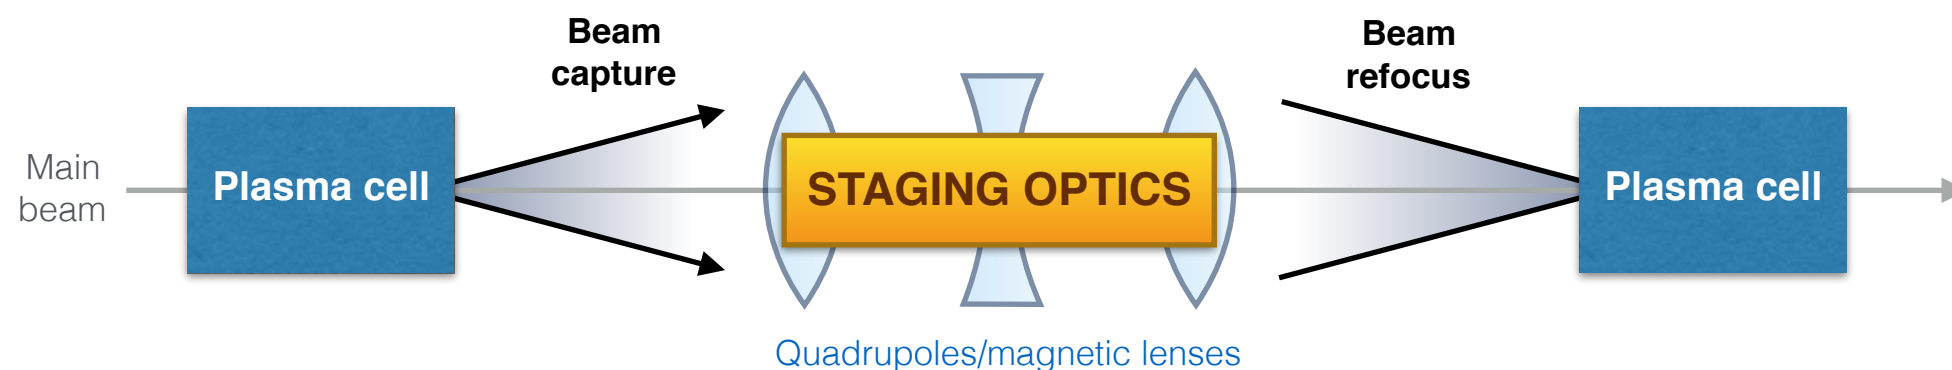 Main
beam
Plasma cell
Beam
capture
STAGING OPTICS
Quadrupoles/magnetic lenses
Beam
refocus
Plasma cell